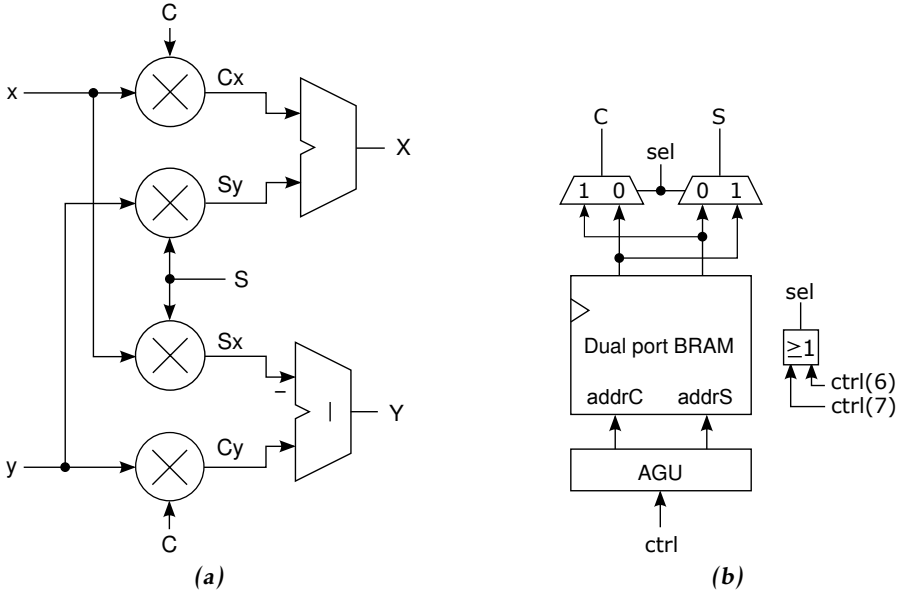 C
x
Cx
X
Sy
S
Sx
−
Y
y
Cy
C
(a)
C
S
sel
1 0
0 1
Dual port BRAM
addrC addrS
AGU
ctrl
sel
≥1
ctrl(6)
ctrl(7)
(b)